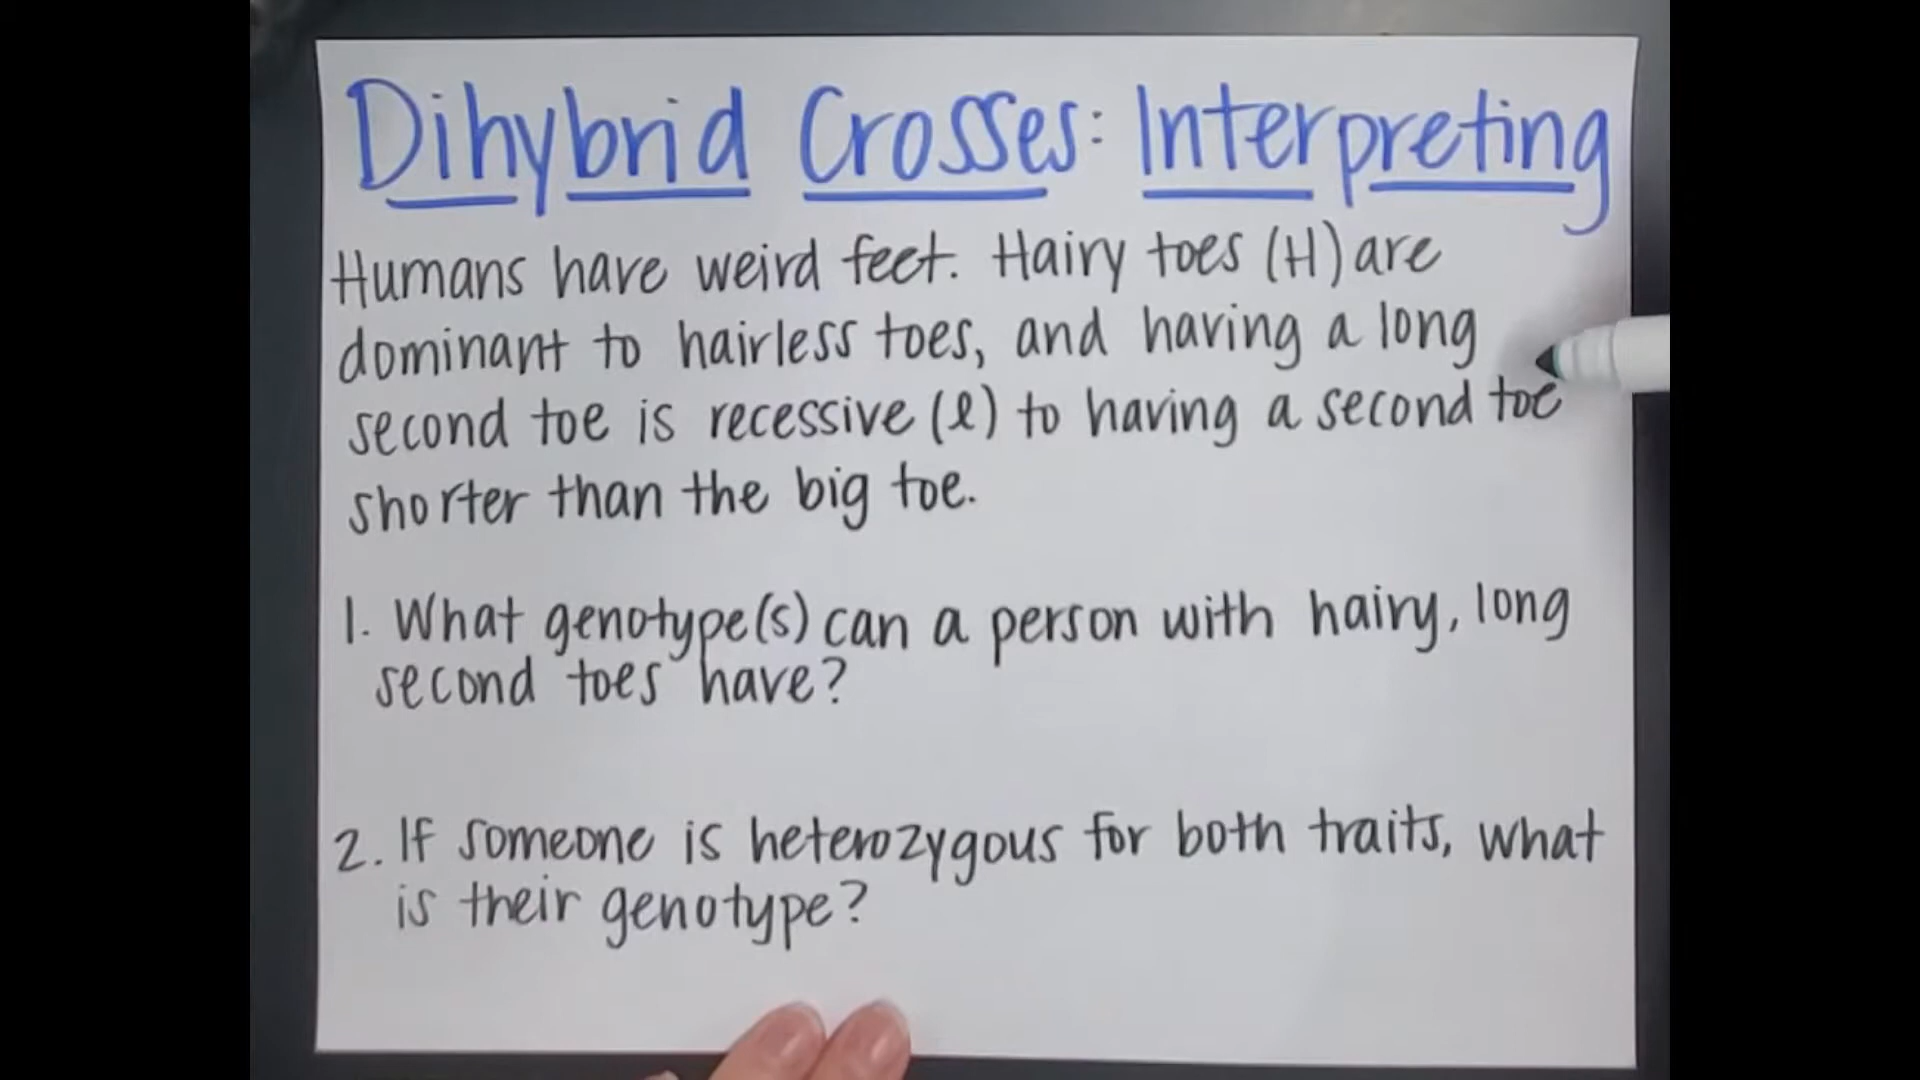 Dihybrid Crosses: Interpreting
Humans have weird feet. Hairy toes (H) are
dominant to hairless toes, and having a long
second toe is recessive (l) to having a second toe
shorter than the big toe.
1. What genotype(s) can a person with hairy, long
second toes have?
2. If someone is heterozygous for both traits, what
is their genotype?